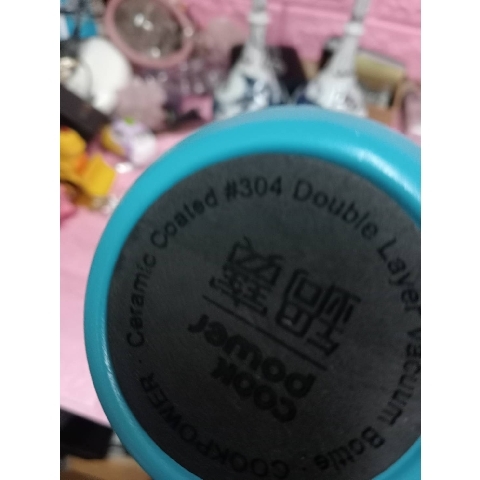 Ceramic Coated #304 Double Layer Vacuum Bottle · COOKPOWER ·
鍋寶
COOK
power